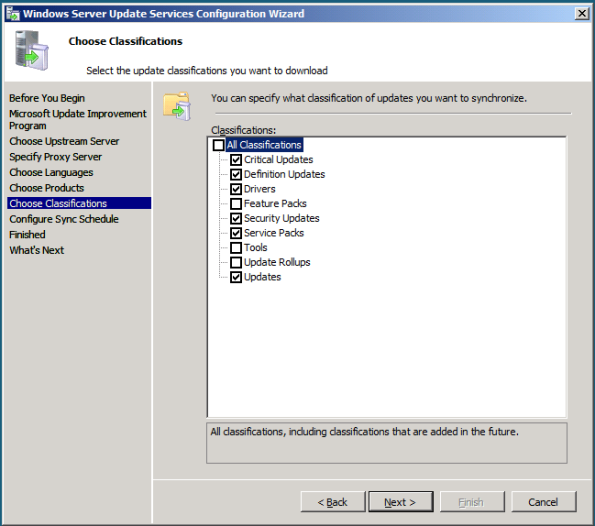 Windows Server Update Services Configuration Wizard
Choose Classifications
Select the update classifications you want to download
Before You Begin
Microsoft Update Improvement
Program
Choose Upstream Server
Specify Proxy Server
Choose Languages
Choose Products
Choose Classifications
Configure Sync Schedule
Finished
What's Next
You can specify what classification of updates you want to synchronize.
Classifications:
All Classifications
Critical Updates
Definition Updates
Drivers
Feature Packs
Security Updates
Service Packs
Tools
Update Rollups
Updates
All classifications, including classifications that are added in the future.
< Back
Next >
Finish
Cancel